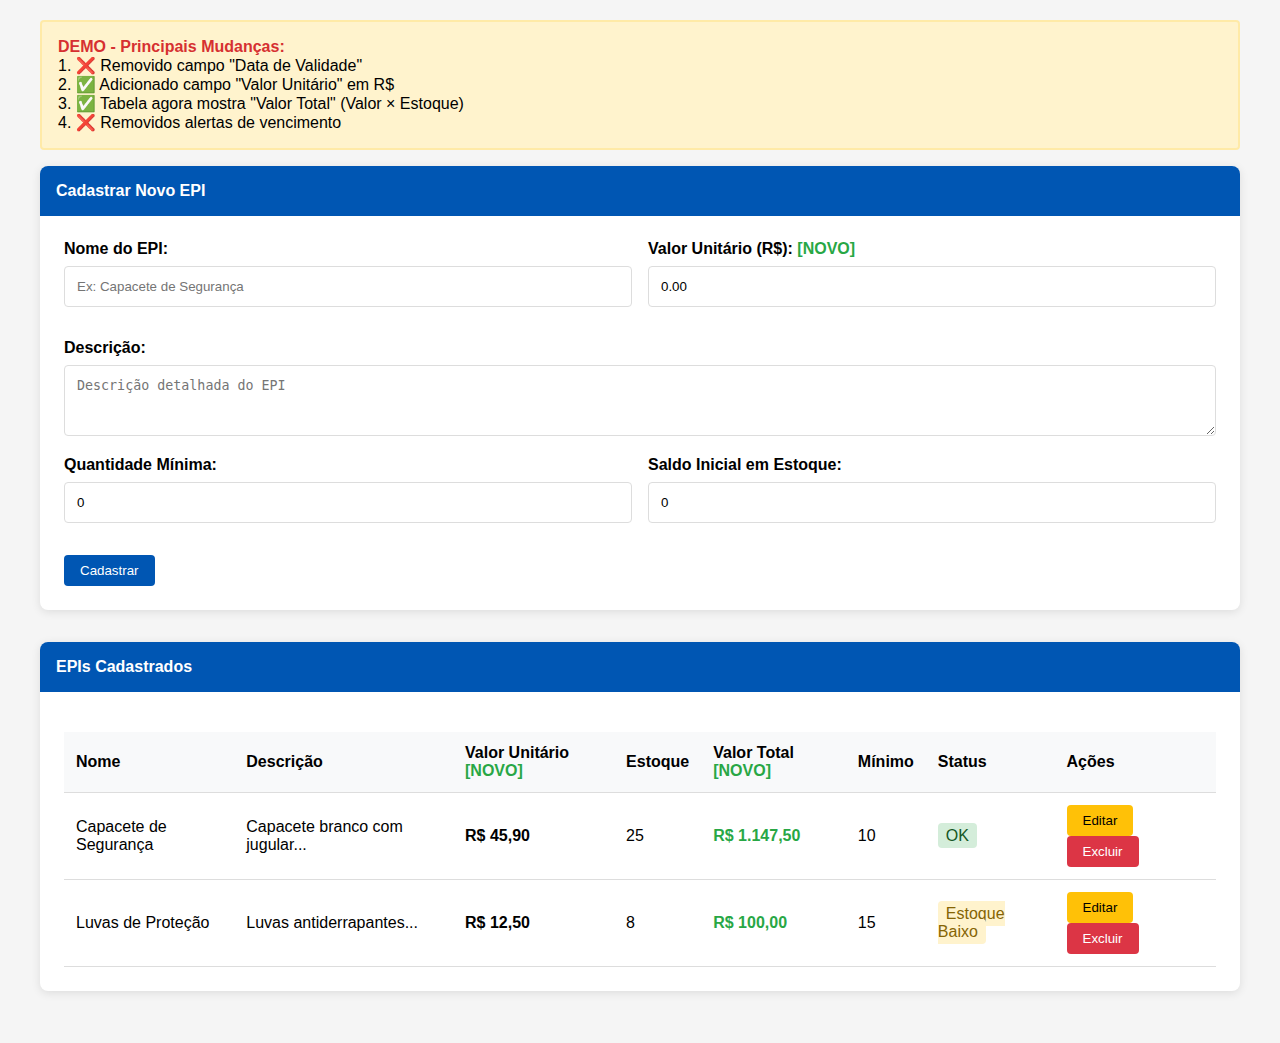 DEMO - Principais Mudanças:
1. ❌ Removido campo "Data de Validade"
2. ✅ Adicionado campo "Valor Unitário" em R$
3. ✅ Tabela agora mostra "Valor Total" (Valor × Estoque)
4. ❌ Removidos alertas de vencimento
Cadastrar Novo EPI
Nome do EPI:
Ex: Capacete de Segurança
Valor Unitário (R$): [NOVO]
0.00
Descrição:
Descrição detalhada do EPI
Quantidade Mínima:
0
Saldo Inicial em Estoque:
0
Cadastrar
EPIs Cadastrados
Nome
Descrição
Valor Unitário
[NOVO]
Estoque
Valor Total
[NOVO]
Mínimo
Status
Ações
Capacete de
Segurança
Capacete branco com
jugular...
R$ 45,90
25
R$ 1.147,50
10
OK
Editar
Excluir
Luvas de Proteção
Luvas antiderrapantes...
R$ 12,50
8
R$ 100,00
15
Estoque
Baixo
Editar
Excluir